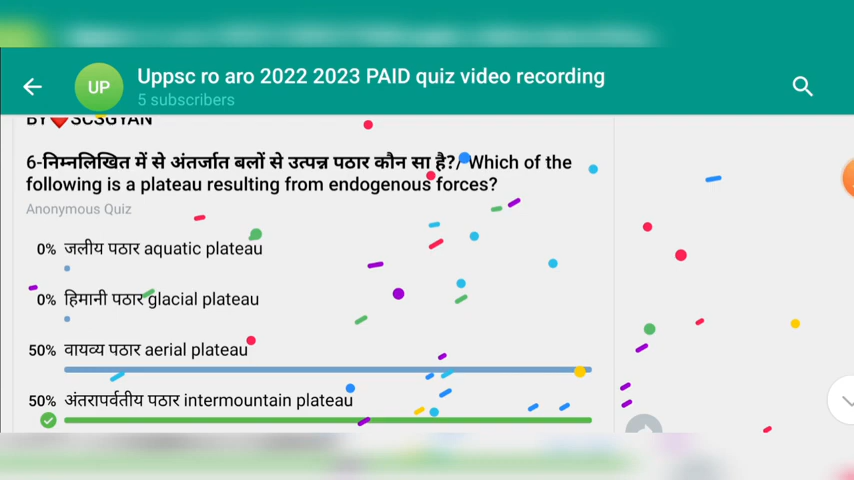 UP
Uppsc ro aro 2022 2023 PAID quiz video recording
5 subscribers
BY❤SCSGYAN
6-निम्नलिखित में से अंतर्जात बलों से उत्पन्न पठार कौन सा है?/ Which of the
following is a plateau resulting from endogenous forces?
Anonymous Quiz
0% जलीय पठार aquatic plateau
0% हिमानी पठार glacial plateau
50% वायव्य पठार aerial plateau
50% अंतरापर्वतीय पठार intermountain plateau